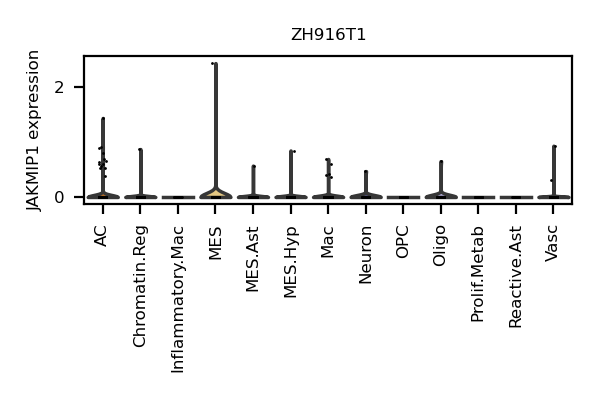 ZH916T1
JAKMIP1 expression
2
0
AC
Chromatin.Reg
Inflammatory.Mac
MES
MES.Ast
MES.Hyp
Mac
Neuron
OPC
Oligo
Prolif.Metab
Reactive.Ast
Vasc